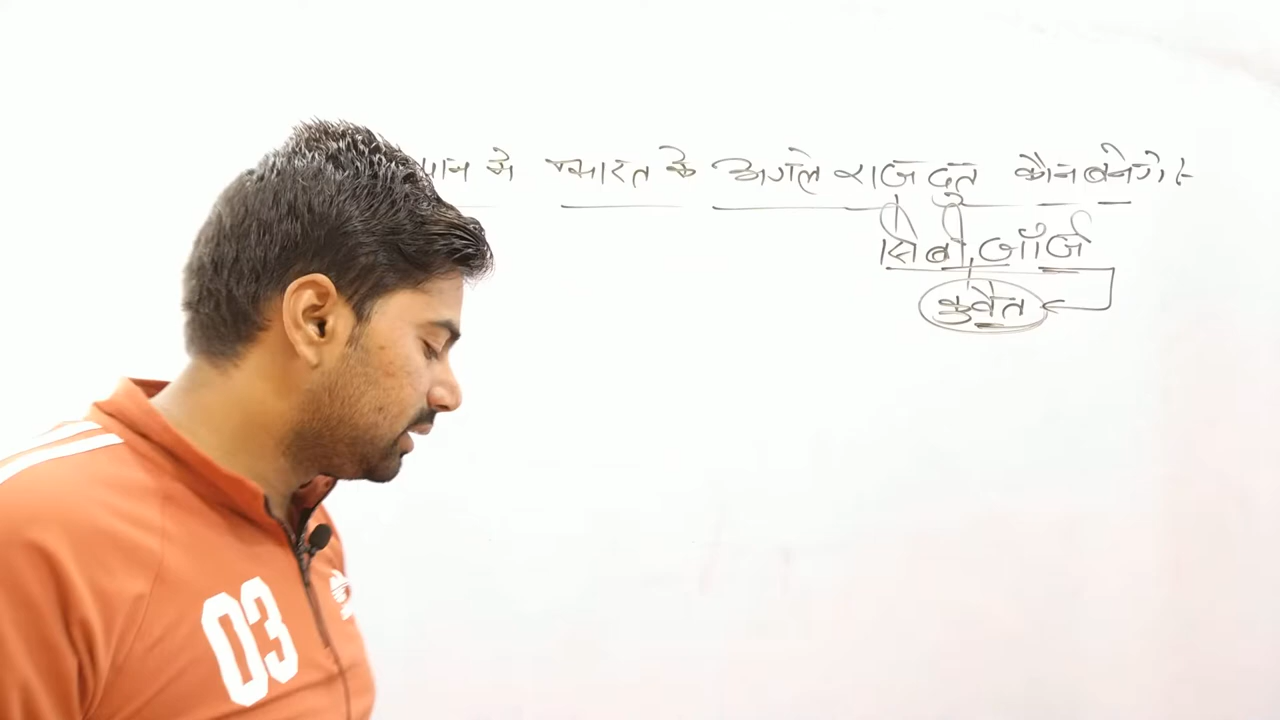 में भारत के अगले राजदुत कौन बनेगे :-
सिबी जॉर्ज
कुवैत
03